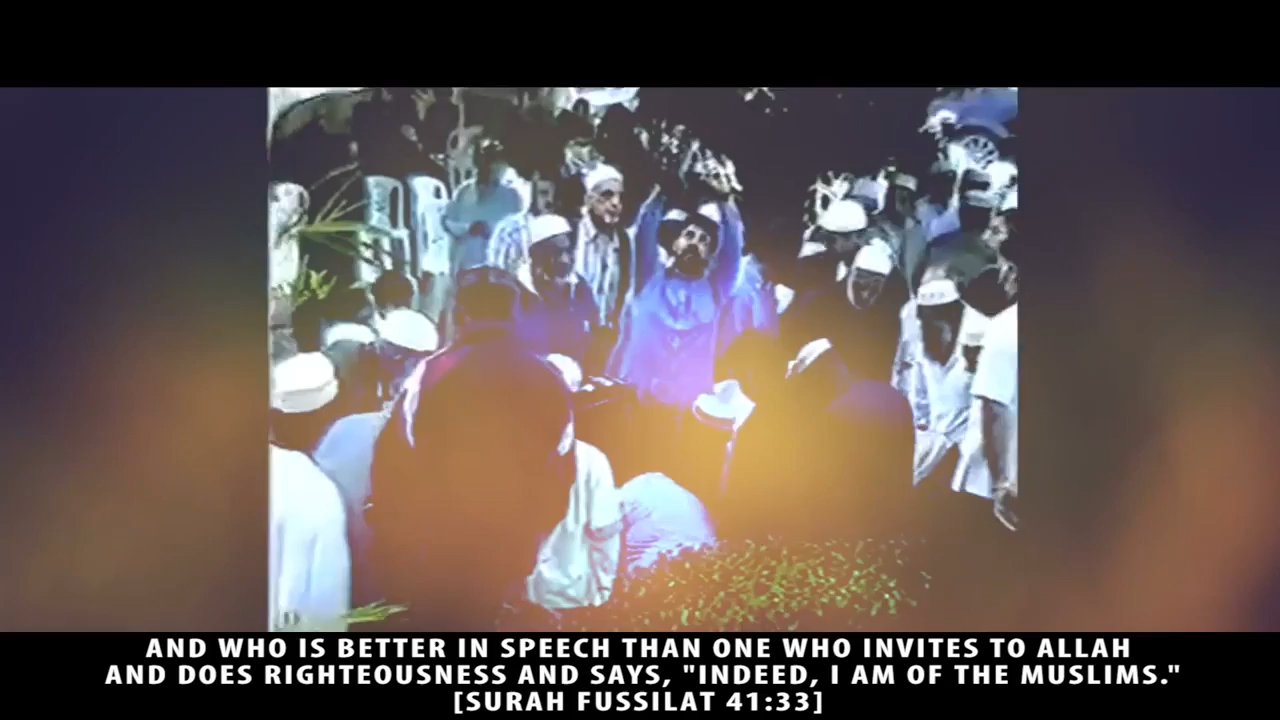 AND WHO IS BETTER IN SPEECH THAN ONE WHO INVITES TO ALLAH
AND DOES RIGHTEOUSNESS AND SAYS, "INDEED, I AM OF THE MUSLIMS."
[SURAH FUSSILAT 41:33]